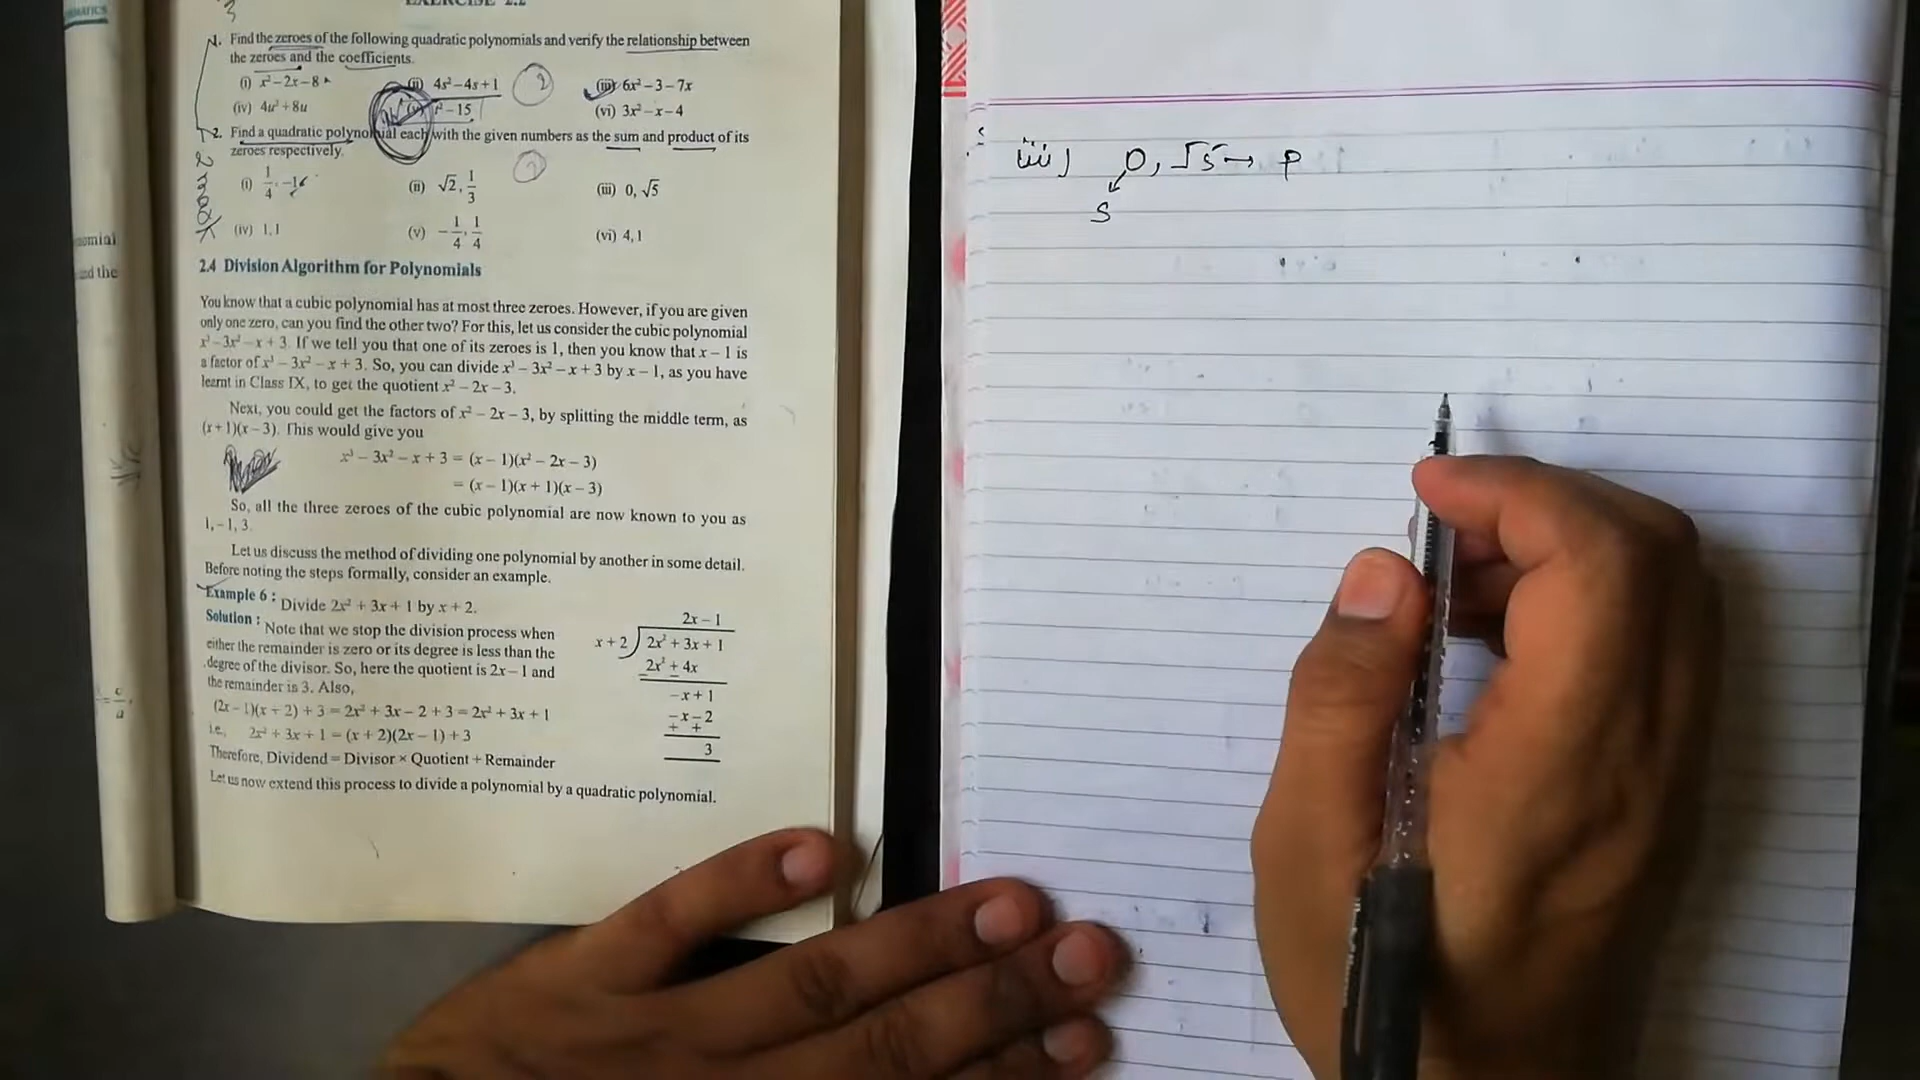 EXERCISE 2.2
1. Find the zeroes of the following quadratic polynomials and verify the relationship between
the zeroes and the coefficients.
(i) x² – 2x – 8 (ii) 4s² – 4s + 1 (iii) 6x² – 3 – 7x
(iv) 4u² + 8u (v) t² – 15 (vi) 3x² – x – 4
2. Find a quadratic polynomial each with the given numbers as the sum and product of its
zeroes respectively.
(i) 1/4, –1 (ii) √2, 1/3 (iii) 0, √5
(iv) 1, 1 (v) –1/4, 1/4 (vi) 4, 1
2.4 Division Algorithm for Polynomials
You know that a cubic polynomial has at most three zeroes. However, if you are given
only one zero, can you find the other two? For this, let us consider the cubic polynomial
x³ – 3x² – x + 3. If we tell you that one of its zeroes is 1, then you know that x – 1 is
a factor of x³ – 3x² – x + 3. So, you can divide x³ – 3x² – x + 3 by x – 1, as you have
learnt in Class IX, to get the quotient x² – 2x – 3.
Next, you could get the factors of x² – 2x – 3, by splitting the middle term, as
(x + 1)(x – 3). This would give you
x³ – 3x² – x + 3 = (x – 1)(x² – 2x – 3)
= (x – 1)(x + 1)(x – 3)
So, all the three zeroes of the cubic polynomial are now known to you as
1, – 1, 3.
Let us discuss the method of dividing one polynomial by another in some detail.
Before noting the steps formally, consider an example.
Example 6 : Divide 2x² + 3x + 1 by x + 2.
Solution : Note that we stop the division process when
either the remainder is zero or its degree is less than the
degree of the divisor. So, here the quotient is 2x – 1 and
the remainder is 3. Also,
(2x – 1)(x + 2) + 3 = 2x² + 3x – 2 + 3 = 2x² + 3x + 1
i.e., 2x² + 3x + 1 = (x + 2)(2x – 1) + 3
Therefore, Dividend = Divisor × Quotient + Remainder
Let us now extend this process to divide a polynomial by a quadratic polynomial.
2x – 1
x + 2 ) 2x² + 3x + 1
2x² + 4x
– –
– x + 1
– x – 2
+ +
3
nomial
and the
= c/a,
2 mark
2
iii) 0, √5 → P
S